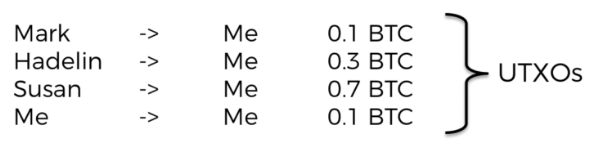 Mark -> Me 0.1 BTC
Hadelin -> Me 0.3 BTC
Susan -> Me 0.7 BTC
Me -> Me 0.1 BTC
UTXOs